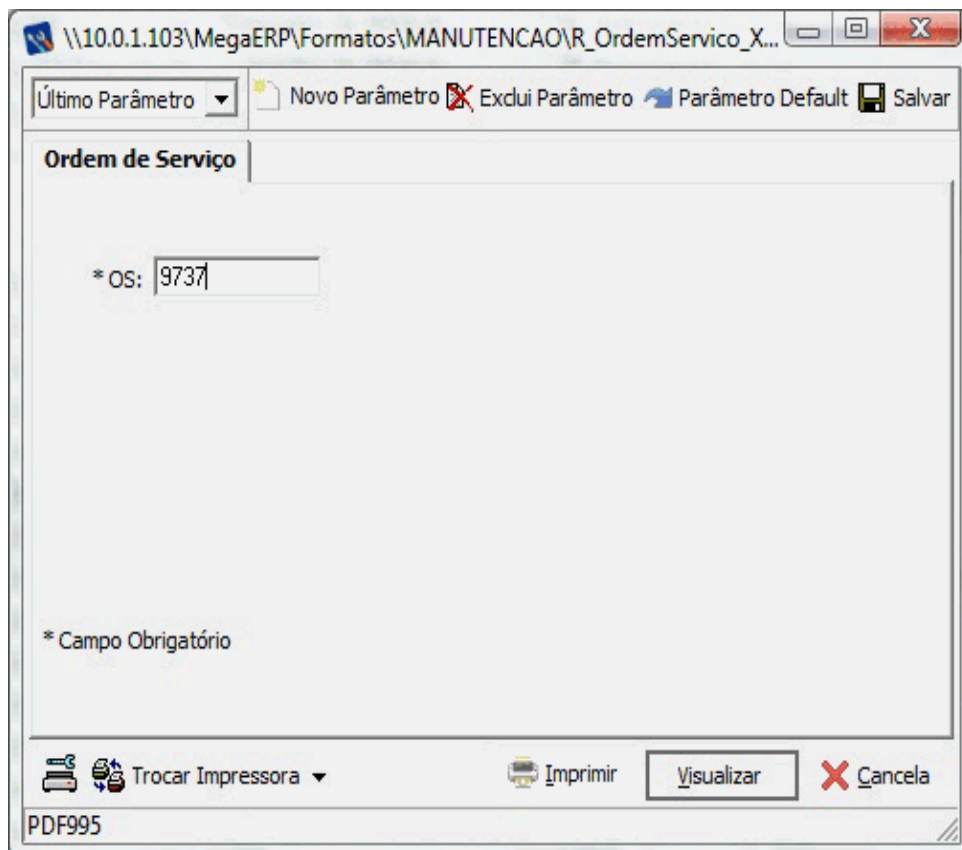 \\10.0.1.103\MegaERP\Formatos\MANUTENCAO\R_OrdemServico_X...
Último Parâmetro Novo Parâmetro Exclui Parâmetro Parâmetro Default Salvar
Ordem de Serviço
* OS: 9737
* Campo Obrigatório
Trocar Impressora Imprimir Visualizar Cancela
PDF995